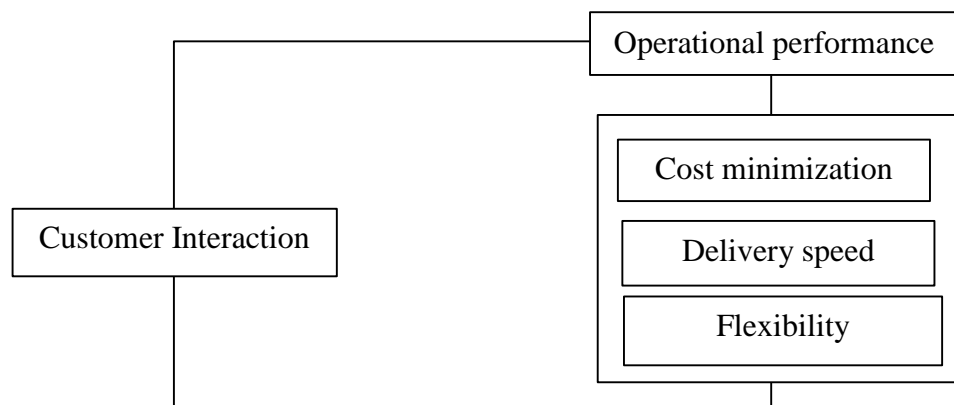 Operational performance
Cost minimization
Customer Interaction
Delivery speed
Flexibility